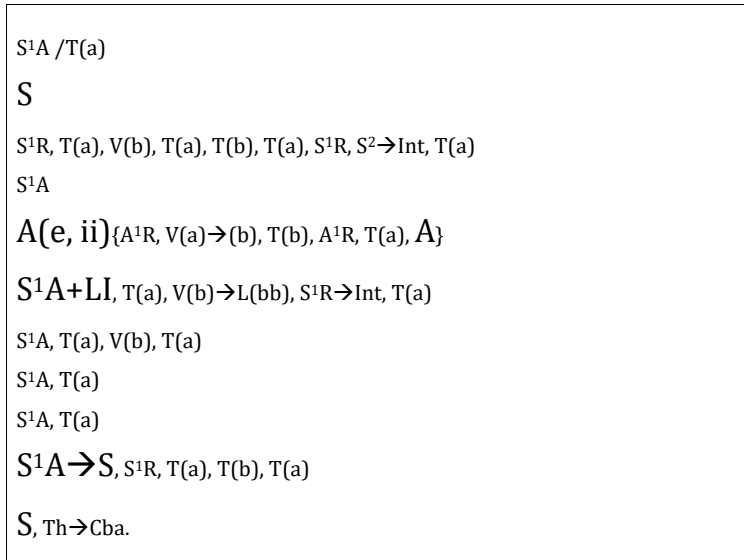 S¹A /T(a)
S
S¹R, T(a), V(b), T(a), T(b), T(a), S¹R, S²→Int, T(a)
S¹A
A(e, ii){A¹R, V(a)→(b), T(b), A¹R, T(a), A}
S¹A+LI, T(a), V(b)→L(bb), S¹R→Int, T(a)
S¹A, T(a), V(b), T(a)
S¹A, T(a)
S¹A, T(a)
S¹A→S, S¹R, T(a), T(b), T(a)
S, Th→Cba.